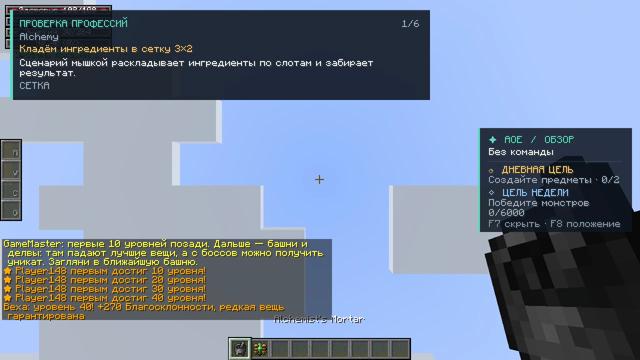 ПРОВЕРКА ПРОФЕССИЙ 1/6
Alchemy
Кладём ингредиенты в сетку 3×2
Сценарий мышкой раскладывает ингредиенты по слотам и забирает
результат.
СЕТКА
AOE / ОБЗОР
Без команды
ДНЕВНАЯ ЦЕЛЬ
Создайте предметы · 0/2
ЦЕЛЬ НЕДЕЛИ
Победите монстров
0/6000
F7 скрыть · F8 положение
GameMaster: первые 10 уровней позади. Дальше — башни и
делвы: там падают лучшие вещи, а с боссов можно получить
уникат. Загляни в ближайшую башню.
Player148 первым достиг 10 уровня!
Player148 первым достиг 20 уровня!
Player148 первым достиг 30 уровня!
Player148 первым достиг 40 уровня!
Веха: уровень 40! +270 Благосклонности, редкая вещь
гарантирована
Alchemist's Mortar